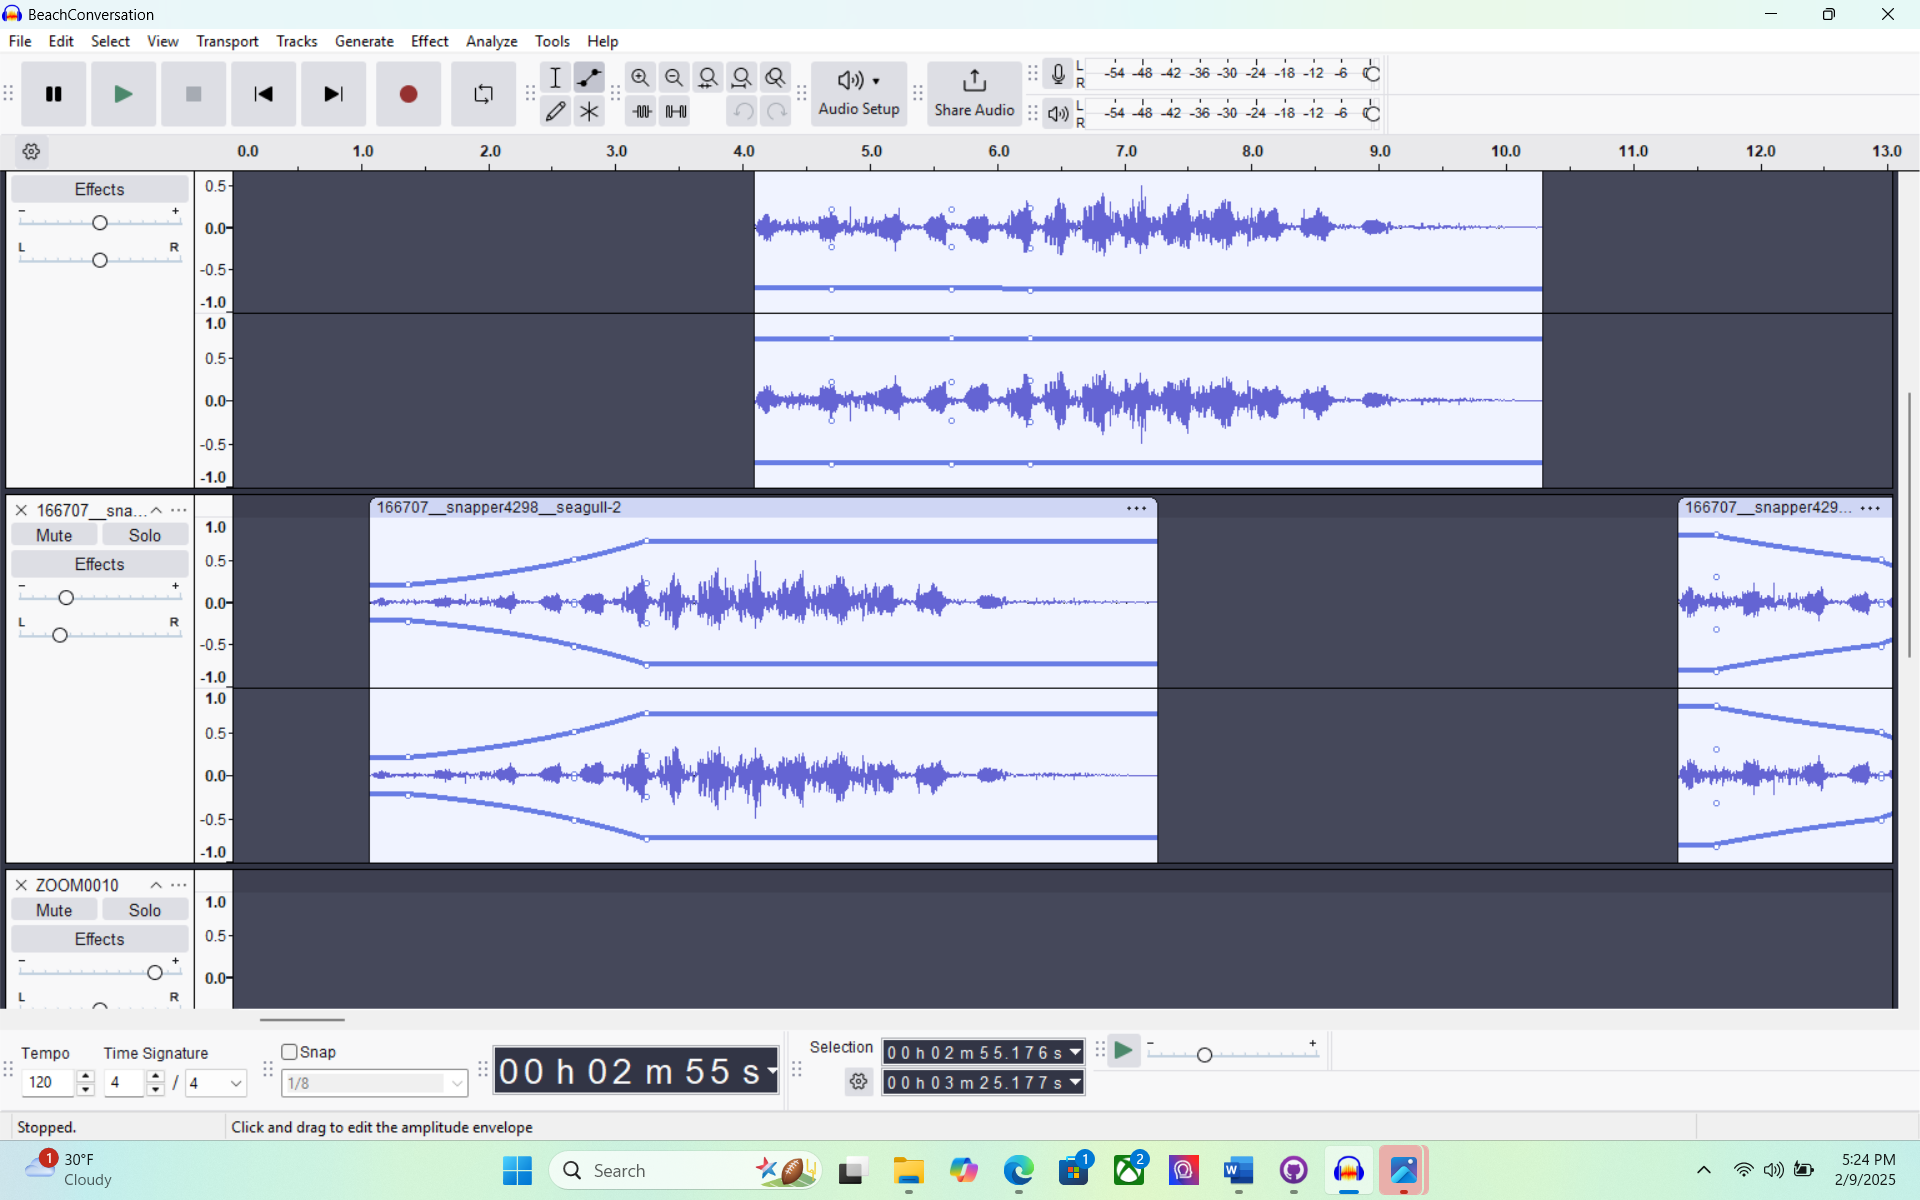 BeachConversation
File Edit Select View Transport Tracks Generate Effect Analyze Tools Help
Audio Setup
Share Audio
L R -54 -48 -42 -36 -30 -24 -18 -12 -6 0
L R -54 -48 -42 -36 -30 -24 -18 -12 -6 0
0.0 1.0 2.0 3.0 4.0 5.0 6.0 7.0 8.0 9.0 10.0 11.0 12.0 13.0
Effects
- +
L R
0.5
0.0
-0.5
-1.0
1.0
0.5
0.0
-0.5
-1.0
166707__sna...
Mute Solo
Effects
- +
L R
1.0
0.5
0.0
-0.5
-1.0
1.0
0.5
0.0
-0.5
-1.0
166707__snapper4298__seagull-2
166707__snapper429...
ZOOM0010
Mute Solo
Effects
- +
L R
1.0
0.5
0.0
Tempo
120
Time Signature
4 / 4
Snap
1/8
00 h 02 m 55 s
Selection
00 h 02 m 55.176 s
00 h 03 m 25.177 s
- +
Stopped.
Click and drag to edit the amplitude envelope
1
30°F
Cloudy
Search
1
2
5:24 PM
2/9/2025